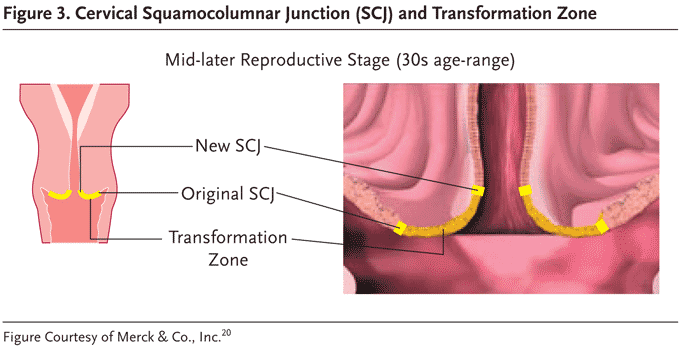 Figure 3. Cervical Squamocolumnar Junction (SCJ) and Transformation Zone
Mid-later Reproductive Stage (30s age-range)
New SCJ
Original SCJ
Transformation
Zone
Figure Courtesy of Merck & Co., Inc.20